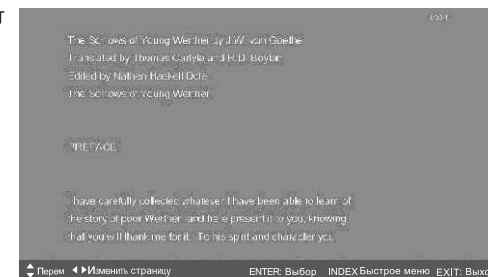 The Sorrows of Young Werther by J.W. von Goethe
Translated by Thomas Carlyle and R.D. Boylan
Edited by Nathen Haskell Dole
The Sorrows of Young Werther
PREFACE
I have carefully collected whatever I have been able to learn of
the story of poor Werther, and here present it to you, knowing
that you will thank me for it. To his spirit and character you
Перем Изменить страницу ENTER: Выбор INDEX Быстрое меню EXIT: Выхо